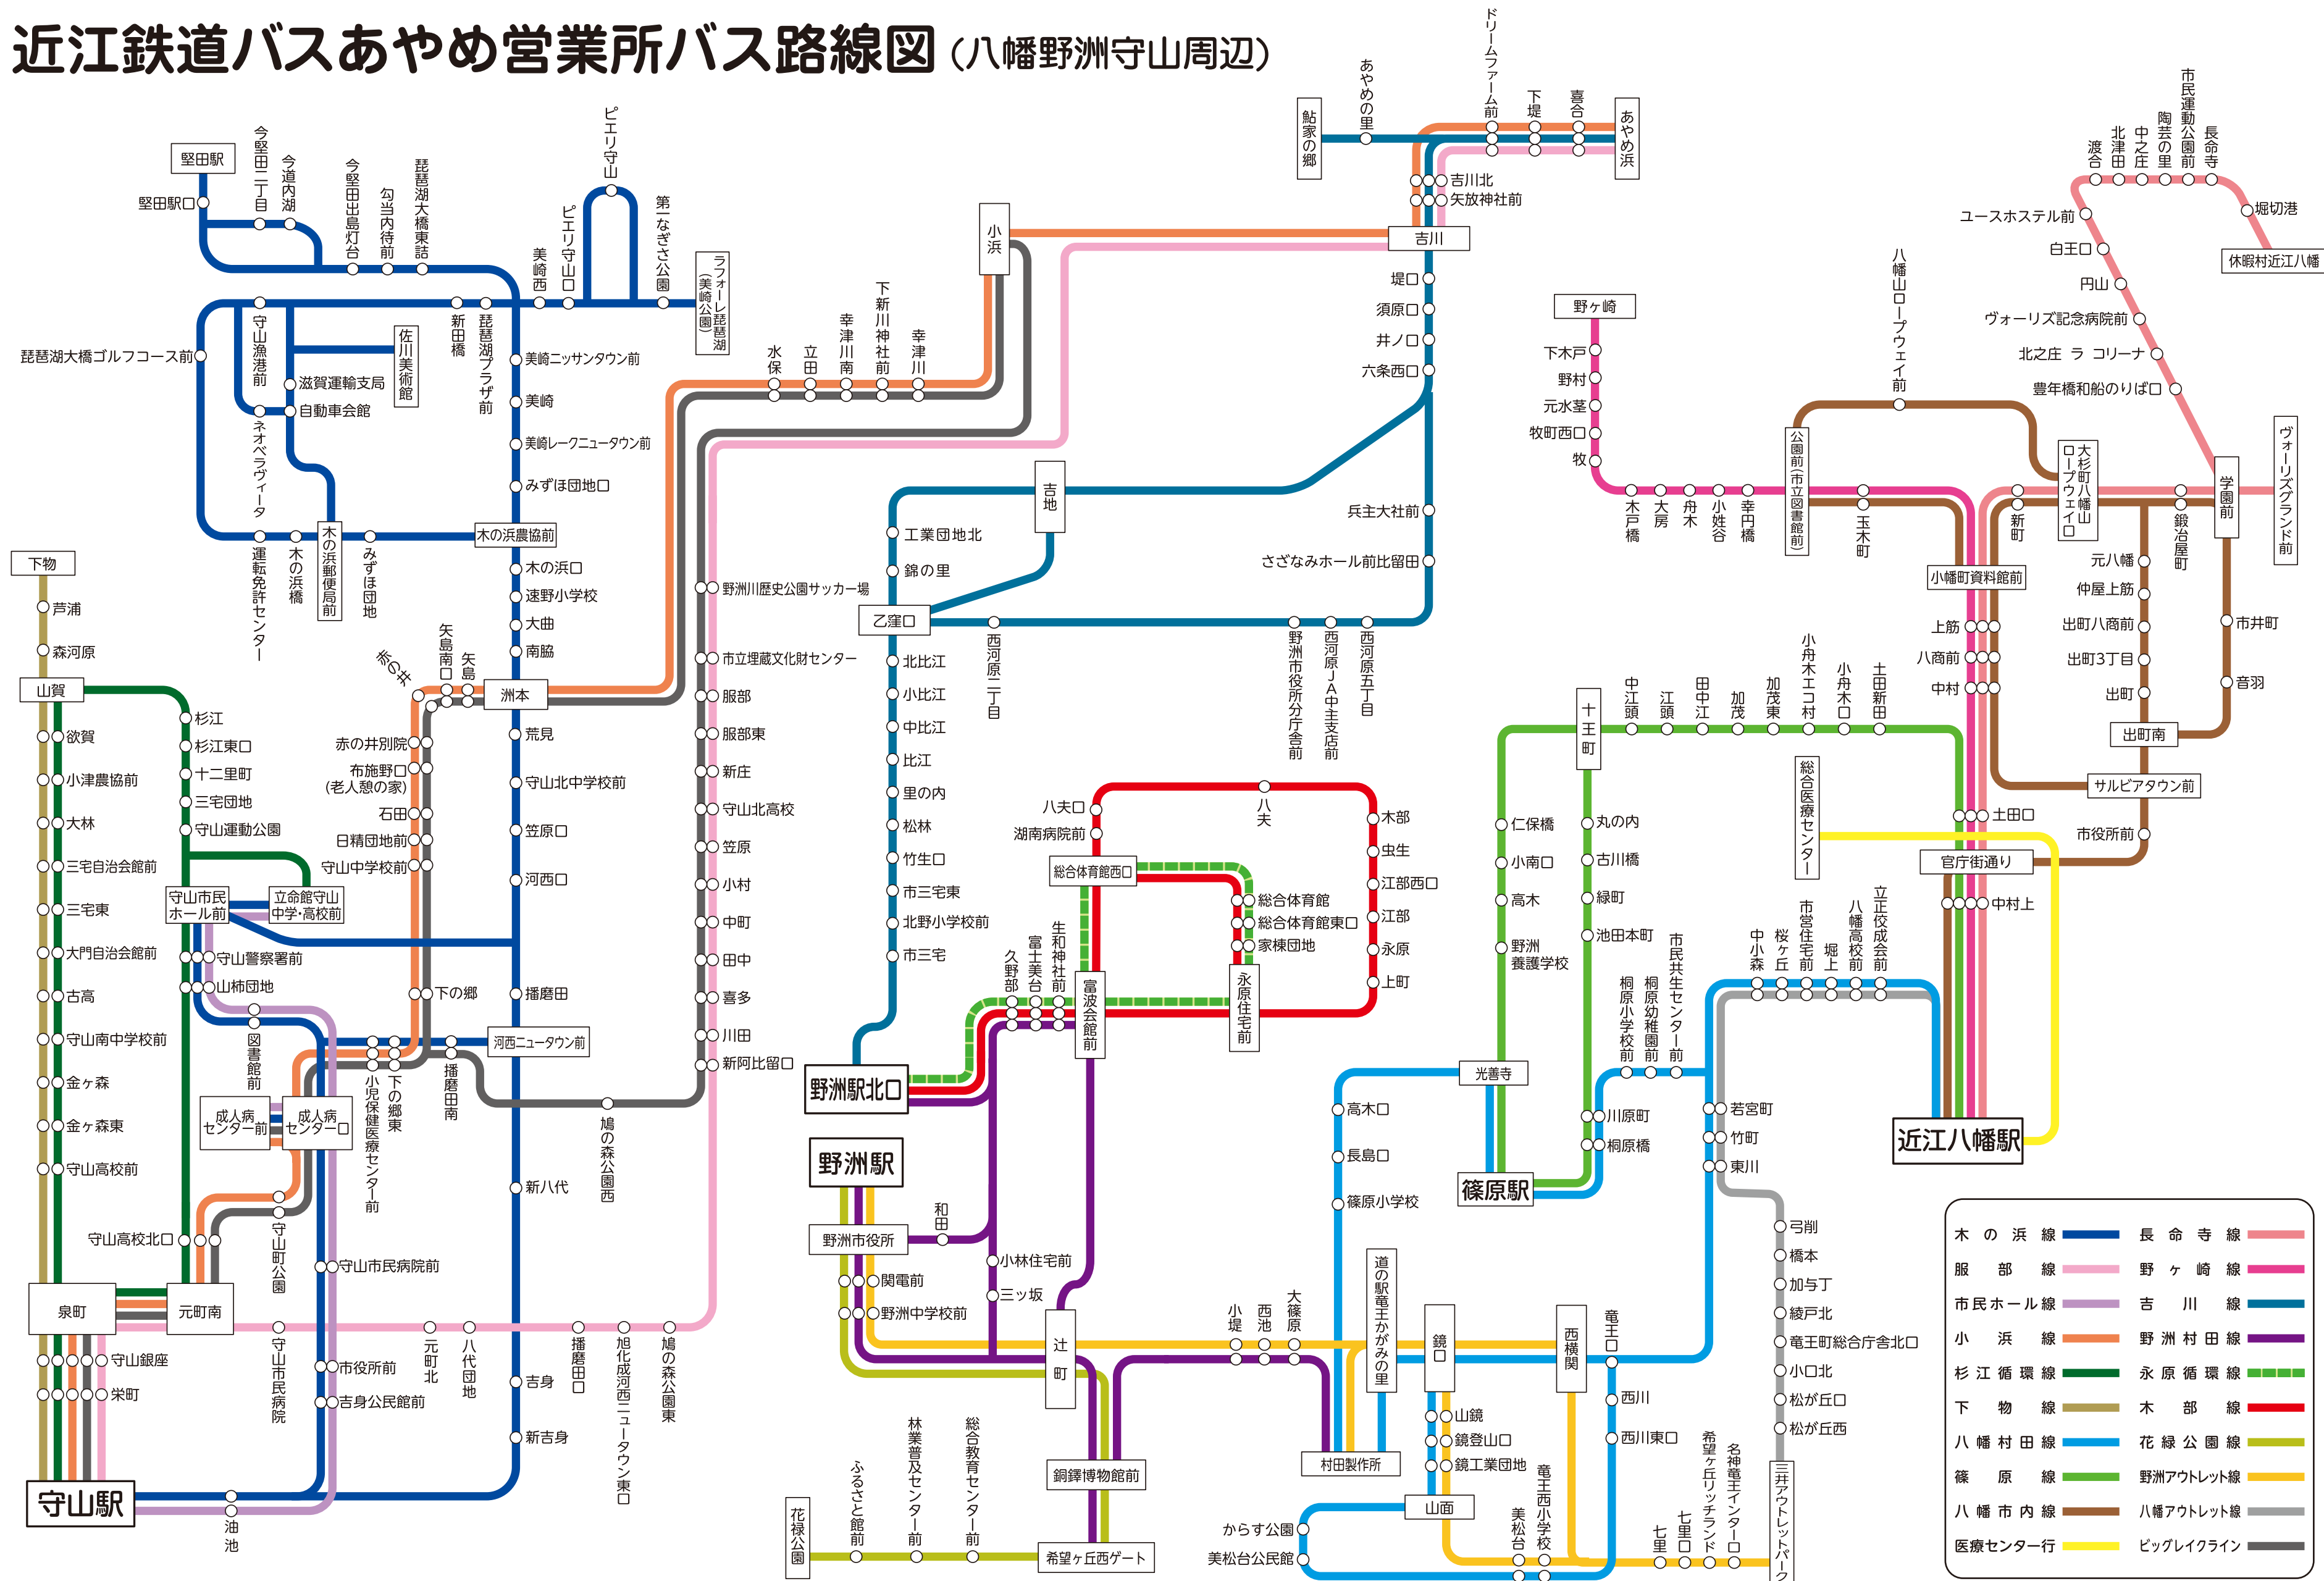 近江鉄道バスあやめ営業所バス路線図（八幡野洲守山周辺）
堅田駅
堅田駅口
今堅田二丁目
今道内湖
今堅田出島灯台
勾当内待前
琵琶湖大橋東詰
美崎西
ピエリ守山口
ピエリ守山
第一なぎさ公園
ラフォーレ琵琶湖
（美崎公園）
琵琶湖大橋ゴルフコース前
守山漁港前
滋賀運輸支局
自動車会館
ネオベラヴィータ
佐川美術館
新田橋
琵琶湖プラザ前
美崎ニッサンタウン前
美崎
美崎レークニュータウン前
みずほ団地口
運転免許センター
木の浜橋
木の浜郵便局前
みずほ団地
木の浜農協前
木の浜口
速野小学校
大曲
南脇
洲本
荒見
守山北中学校前
笠原口
河西口
播磨田
河西ニュータウン前
新八代
吉身
新吉身
下物
芦浦
森河原
山賀
欲賀
小津農協前
大林
三宅自治会館前
三宅東
大門自治会館前
古高
守山南中学校前
金ヶ森
金ヶ森東
守山高校前
杉江
杉江東口
十二里町
三宅団地
守山運動公園
守山市民
ホール前
立命館守山
中学・高校前
守山警察署前
山柿団地
図書館前
成人病
センター前
成人病
センター口
小児保健医療センター前
下の郷東
播磨田南
鳩の森公園西
守山高校北口
守山町公園
守山市民病院前
市役所前
吉身公民館前
泉町
元町南
守山銀座
栄町
守山駅
油池
守山市民病院
元町北
八代団地
播磨田口
旭化成河西ニュータウン東口
鳩の森公園東
赤の井
矢島南口
矢島
赤の井別院
布施野口
(老人憩の家)
石田
日精団地前
守山中学校前
下の郷
水保
立田
幸津川南
下新川神社前
幸津川
小浜
野洲川歴史公園サッカー場
市立埋蔵文化財センター
服部
服部東
新庄
守山北高校
笠原
小村
中町
田中
喜多
川田
新阿比留口
鮎家の郷
あやめの里
ドリームファーム前
下堤
喜合
あやめ浜
吉川北
矢放神社前
吉川
堤口
須原口
井ノ口
六条西口
兵主大社前
さざなみホール前比留田
吉地
工業団地北
錦の里
乙窪口
西河原二丁目
野洲市役所分庁舎前
西河原ＪＡ中主支店前
西河原五丁目
北比江
小比江
中比江
比江
里の内
松林
竹生口
市三宅東
北野小学校前
市三宅
野洲駅北口
久野部
富士美台
生和神社前
富波会館前
総合体育館西口
湖南病院前
八夫口
八夫
木部
虫生
江部西口
江部
永原
上町
総合体育館
総合体育館東口
家棟団地
永原住宅前
野洲駅
野洲市役所
和田
関電前
野洲中学校前
小林住宅前
三ッ坂
辻町
銅鐸博物館前
希望ヶ丘西ゲート
花禄公園
ふるさと館前
林業普及センター前
総合教育センター前
小堤
西池
大篠原
道の駅竜王かがみの里
村田製作所
鏡口
山鏡
鏡登山口
鏡工業団地
山面
からす公園
美松台公民館
美松台
竜王西小学校
西横関
竜王口
西川
西川東口
七里
七里口
希望ヶ丘リッチランド
名神竜王インター口
三井アウトレットパーク
野ヶ崎
下木戸
野村
元水茎
牧町西口
牧
木戸橋
大房
舟木
小姓谷
幸円橋
公園前（市立図書館前）
玉木町
八幡山ロープウェイ前
大杉町八幡山
ロープウェイ口
新町
小幡町資料館前
上筋
八商前
中村
学園前
鍛冶屋町
ヴォーリズグランド前
元八幡
仲屋上筋
出町八商前
出町3丁目
出町
出町南
市井町
音羽
サルビアタウン前
市役所前
官庁街通り
土田口
中村上
総合医療センター
近江八幡駅
渡合
北津田
中之庄
陶芸の里
市民運動公園前
長命寺
堀切港
休暇村近江八幡
ユースホステル前
白王口
円山
ヴォーリズ記念病院前
北之庄 ラ コリーナ
豊年橋和船のりば口
十王町
中江頭
江頭
田中江
加茂
加茂東
小舟木エコ村
小舟木口
土田新田
仁保橋
小南口
高木
野洲
養護学校
丸の内
古川橋
緑町
池田本町
光善寺
篠原駅
高木口
長島口
篠原小学校
川原町
桐原橋
桐原小学校前
桐原幼稚園前
市民共生センター前
中小森
桜ヶ丘
市営住宅前
堀上
八幡高校前
立正佼成会前
若宮町
竹町
東川
弓削
橋本
加与丁
綾戸北
竜王町総合庁舎北口
小口北
松が丘口
松が丘西
木の浜線
長命寺線
服部線
野ヶ崎線
市民ホール線
吉川線
小浜線
野洲村田線
杉江循環線
永原循環線
下物線
木部線
八幡村田線
花緑公園線
篠原線
野洲アウトレット線
八幡市内線
八幡アウトレット線
医療センター行
ビッグレイクライン